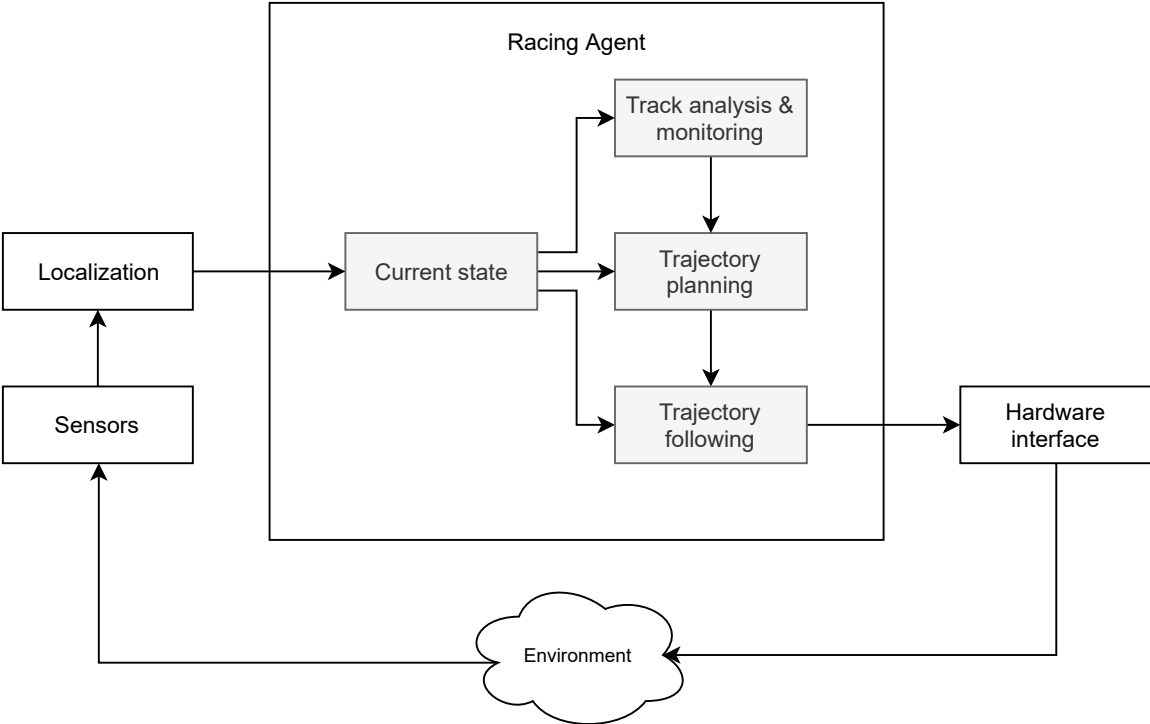 Racing Agent
Track analysis &
monitoring
Localization
Current state
Trajectory
planning
Sensors
Trajectory
following
Hardware
interface
Environment